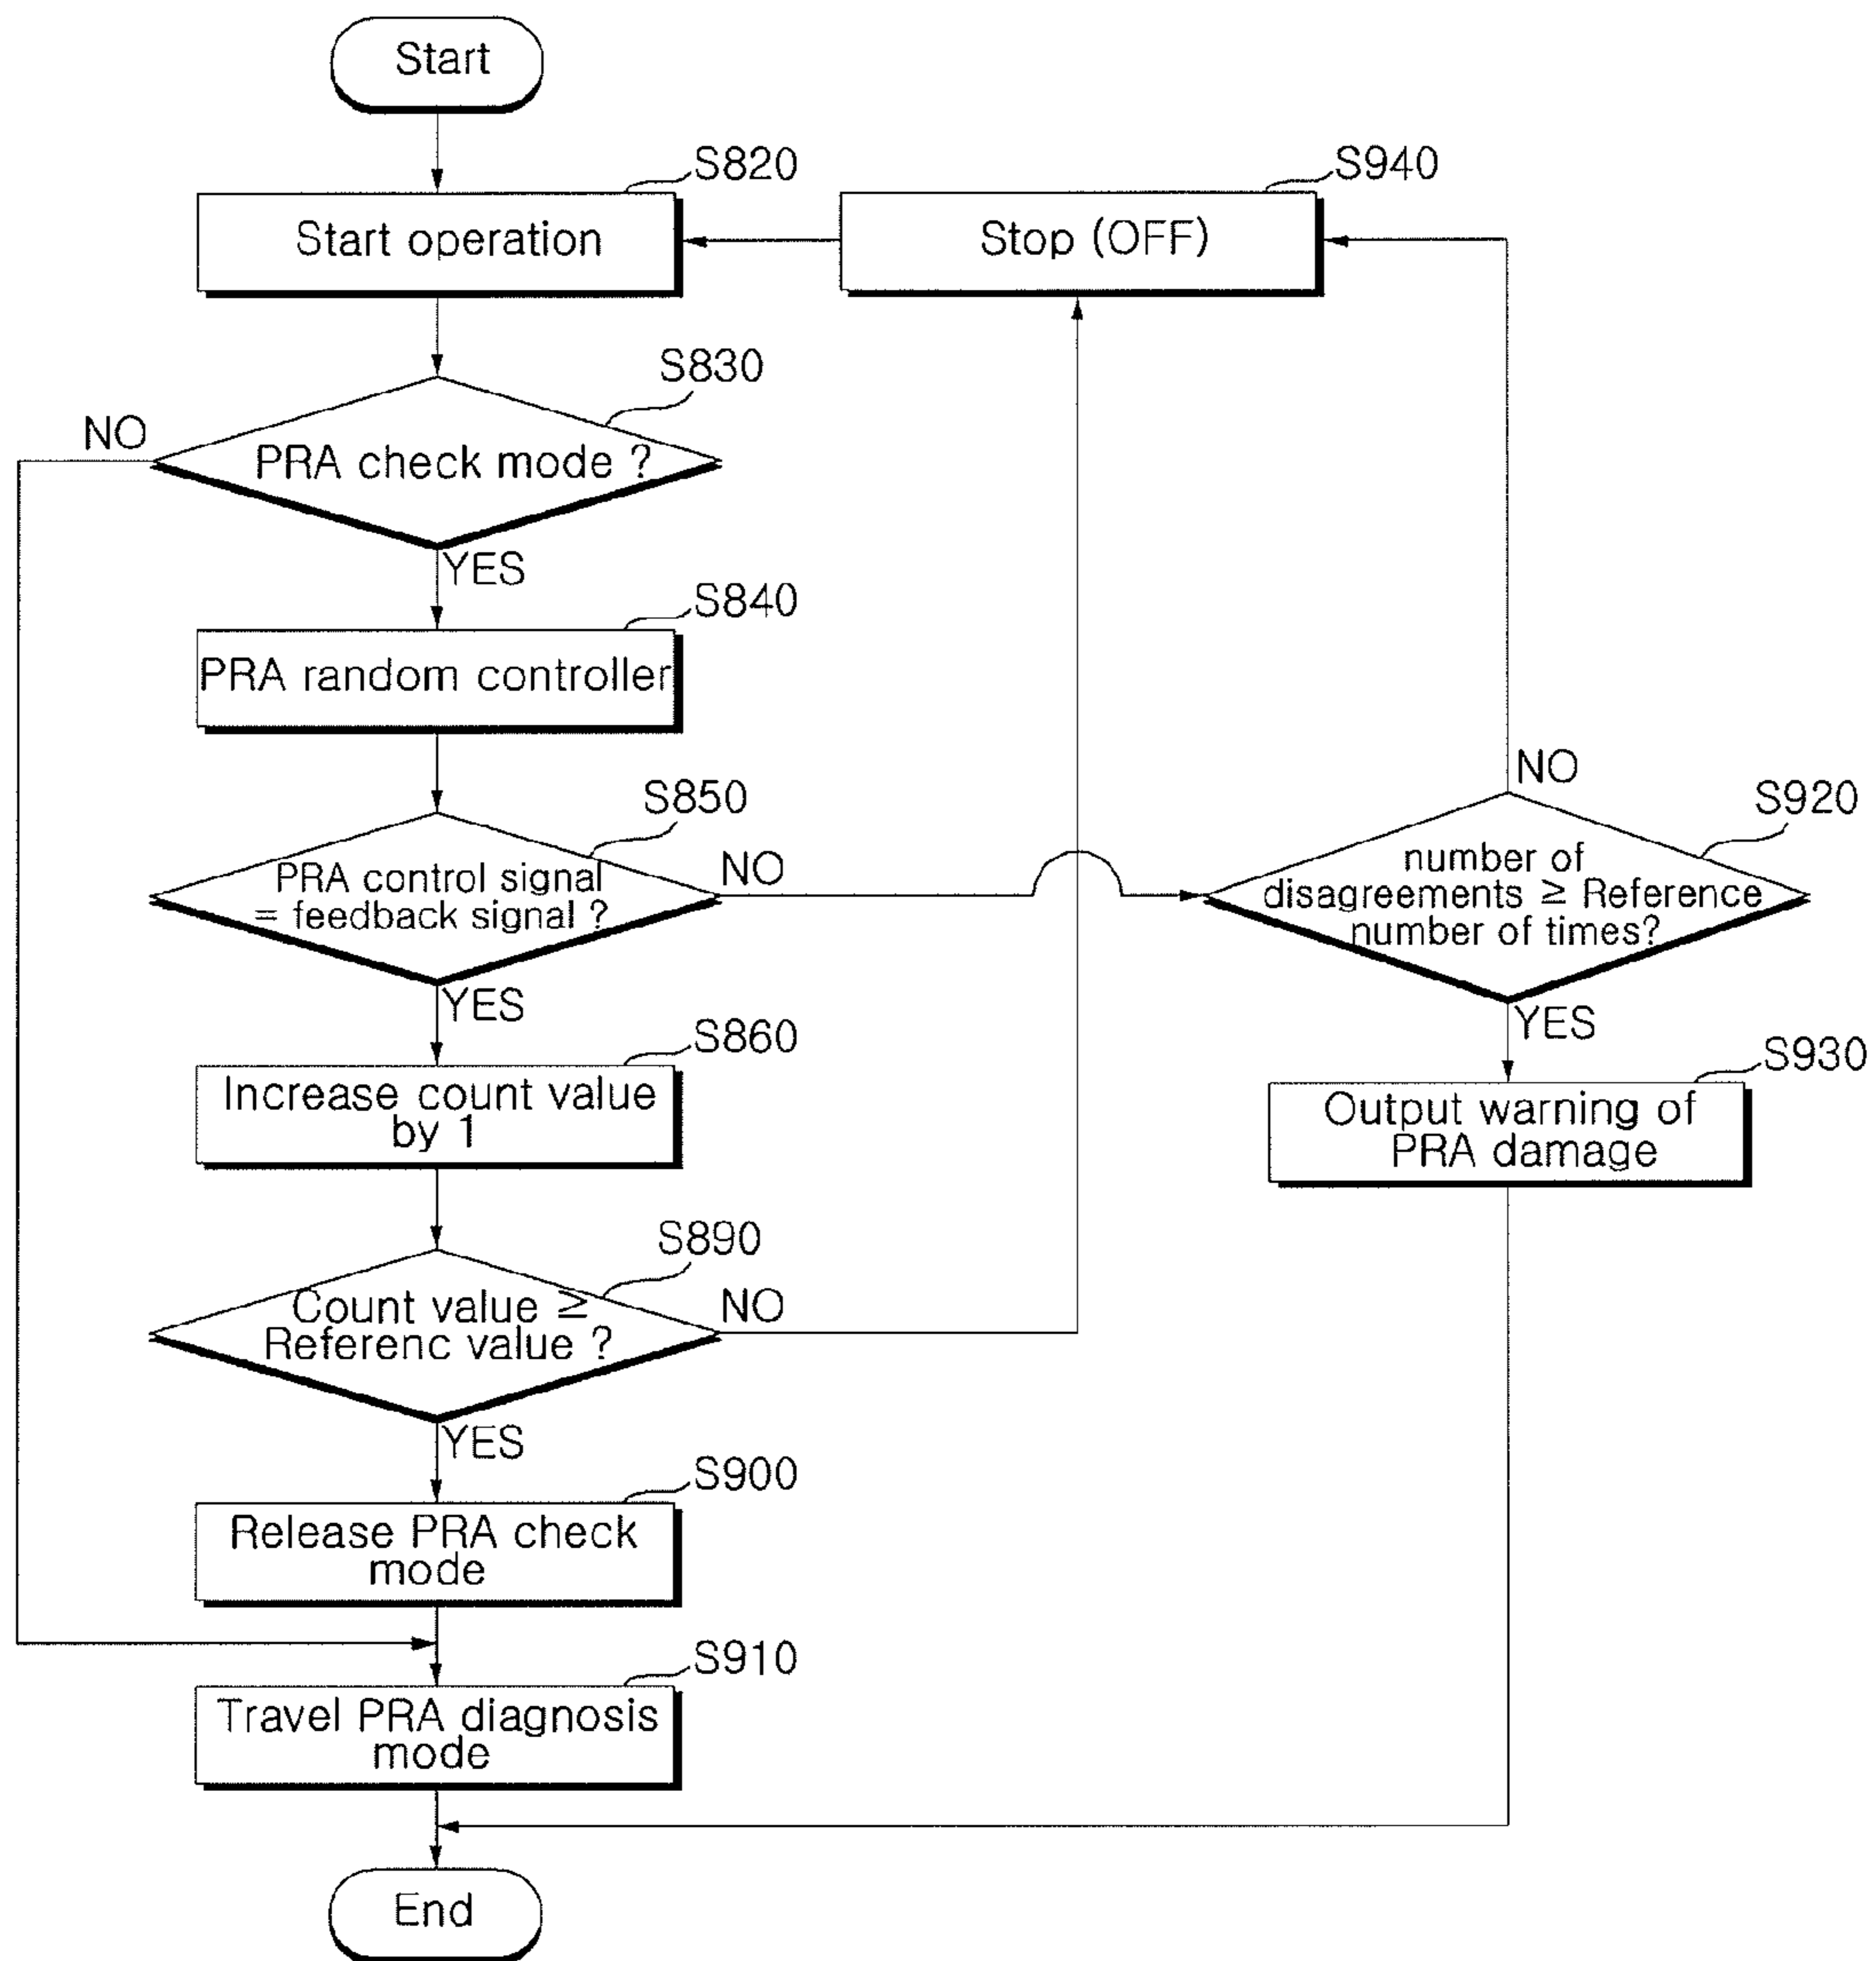 Start
S820
Start operation
S940
Stop (OFF)
S830
NO
PRA check mode ?
YES
S840
PRA random controller
S850
NO
PRA control signal
= feedback signal ?
YES
NO
S920
number of
disagreements ≥ Reference
number of times?
YES
S860
Increase count value
by 1
S930
Output warning of
PRA damage
S890
NO
Count value ≥
Referenc value ?
YES
S900
Release PRA check
mode
S910
Travel PRA diagnosis
mode
End